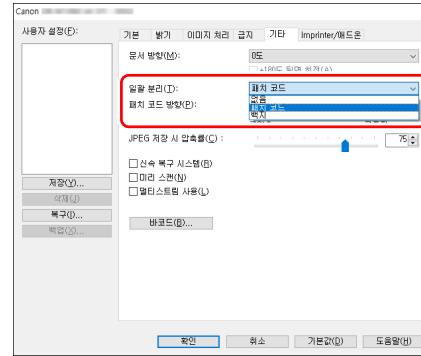 Canon
사용자 설정(F):
기본 밝기 이미지 처리 급지 기타 Imprinter/애드온
문서 방향(M): 0도
일괄 분리(T): 패치 코드
없음
패치 코드
백시
패치 코드 방향(P):
JPEG 저장 시 압축률(C) : 75
신속 복구 시스템(R)
미리 스캔(N)
멀티스트림 사용(L)
저장(Y)...
삭제(J)
복구(I)...
백업(X)...
바코드(B)...
확인 취소 기본값(D) 도움말(H)